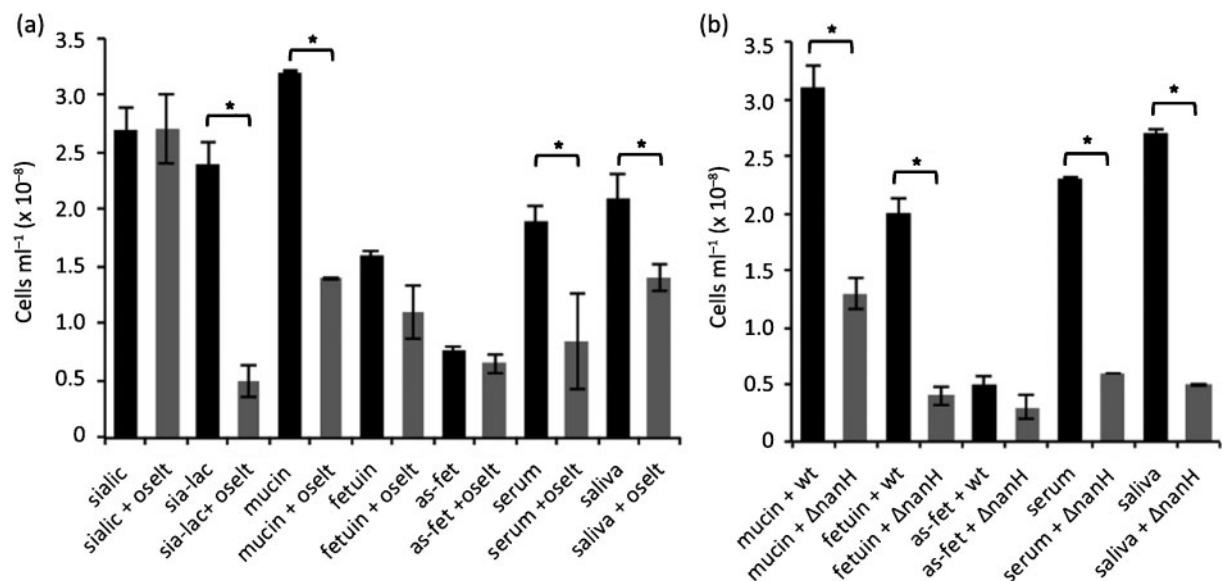 (a)
Cells ml⁻¹ (x 10⁻⁸)
3.5
3.0
2.5
2.0
1.5
1.0
0.5
0
*
*
*
*
sialic
sialic + oselt
sia-lac
sia-lac+ oselt
mucin
mucin + oselt
fetuin
fetuin + oselt
as-fet
as-fet +oselt
serum
serum +oselt
saliva
saliva + oselt
(b)
Cells ml⁻¹ (x 10⁻⁸)
3.5
3.0
2.5
2.0
1.5
1.0
0.5
0
*
*
*
*
mucin + wt
mucin + ΔnanH
fetuin + wt
fetuin + ΔnanH
as-fet + wt
as-fet + ΔnanH
serum
serum + ΔnanH
saliva
saliva + ΔnanH